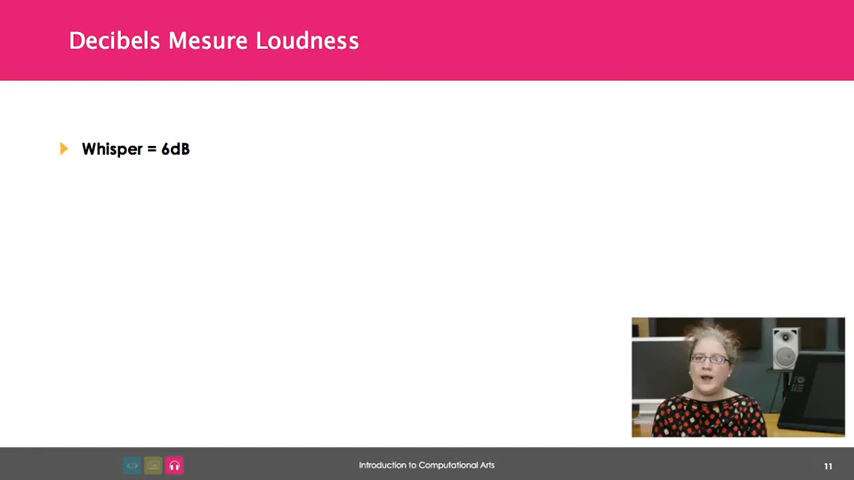 Decibels Mesure Loudness
Whisper = 6dB
Introduction to Computational Arts
11